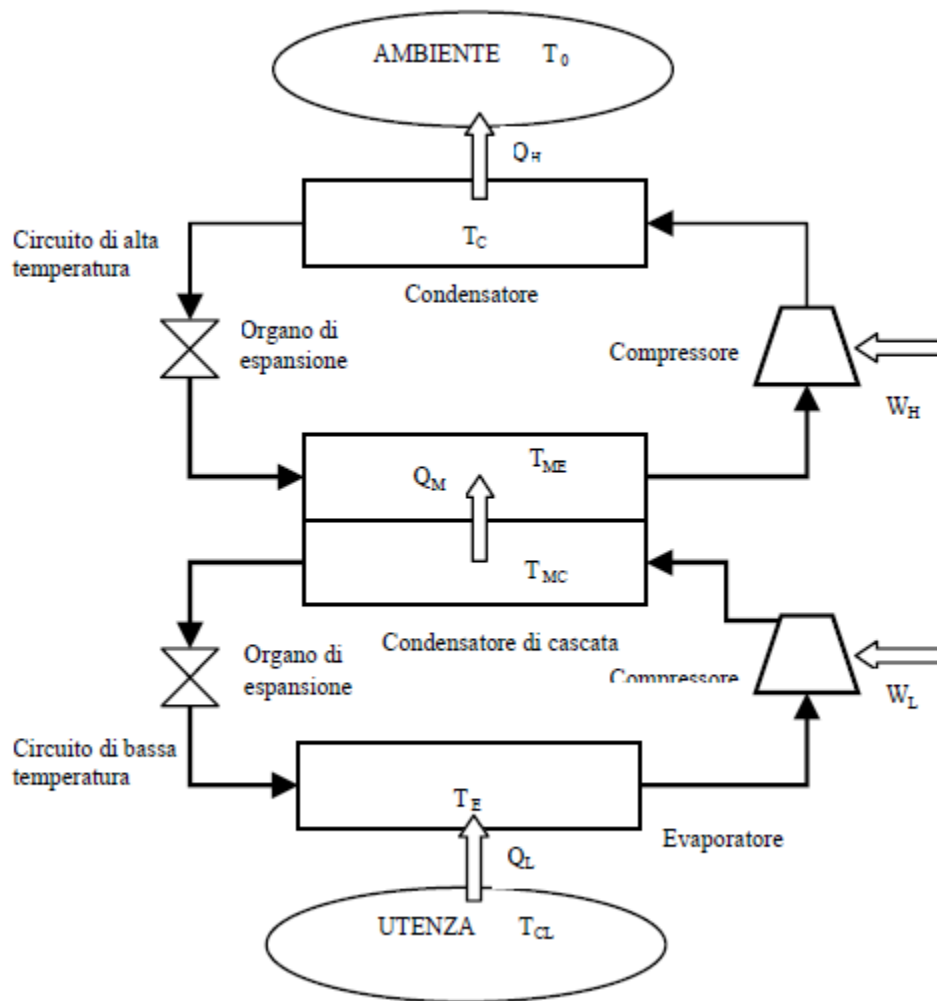 AMBIENTE T0
QH
TC
Circuito di alta
temperatura
Condensatore
Organo di
espansione
Compressore
WH
TME
QM
TMC
Condensatore di cascata
Organo di
espansione
Compressore
WL
Circuito di bassa
temperatura
TE
Evaporatore
QL
UTENZA TCL